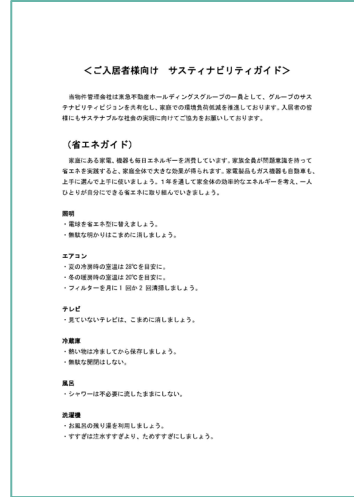 ＜ご入居者様向け　サスティナビリティガイド＞
当物件管理会社は東急不動産ホールディングスグループの一員として、グループのサス
テナビリティビジョンを共有化し、家庭での環境負荷低減を推進しております。入居者の皆
様にもサステナブルな社会の実現に向けてご協力をお願いしております。
（省エネガイド）
家庭にある家電、機器も毎日エネルギーを消費しています。家族全員が問題意識を持って
省エネを実践すると、家庭全体で大きな効果が得られます。家電製品もガス機器も自動車も、
上手に選んで上手に使いましょう。１年を通して家全体の効率的なエネルギーを考え、一人
ひとりが自分にできる省エネに取り組んでいきましょう。
照明
・電球を省エネ型に替えましょう。
・無駄な明かりはこまめに消しましょう。
エアコン
・夏の冷房時の室温は 28℃を目安に。
・冬の暖房時の室温は 20℃を目安に。
・フィルターを月に 1 回か 2 回清掃しましょう。
テレビ
・見ていないテレビは、こまめに消しましょう。
冷蔵庫
・熱い物は冷ましてから保存しましょう。
・無駄な開閉はしない。
風呂
・シャワーは不必要に流したままにしない。
洗濯機
・お風呂の残り湯を利用しましょう。
・すすぎは注水すすぎより、ためすすぎにしましょう。